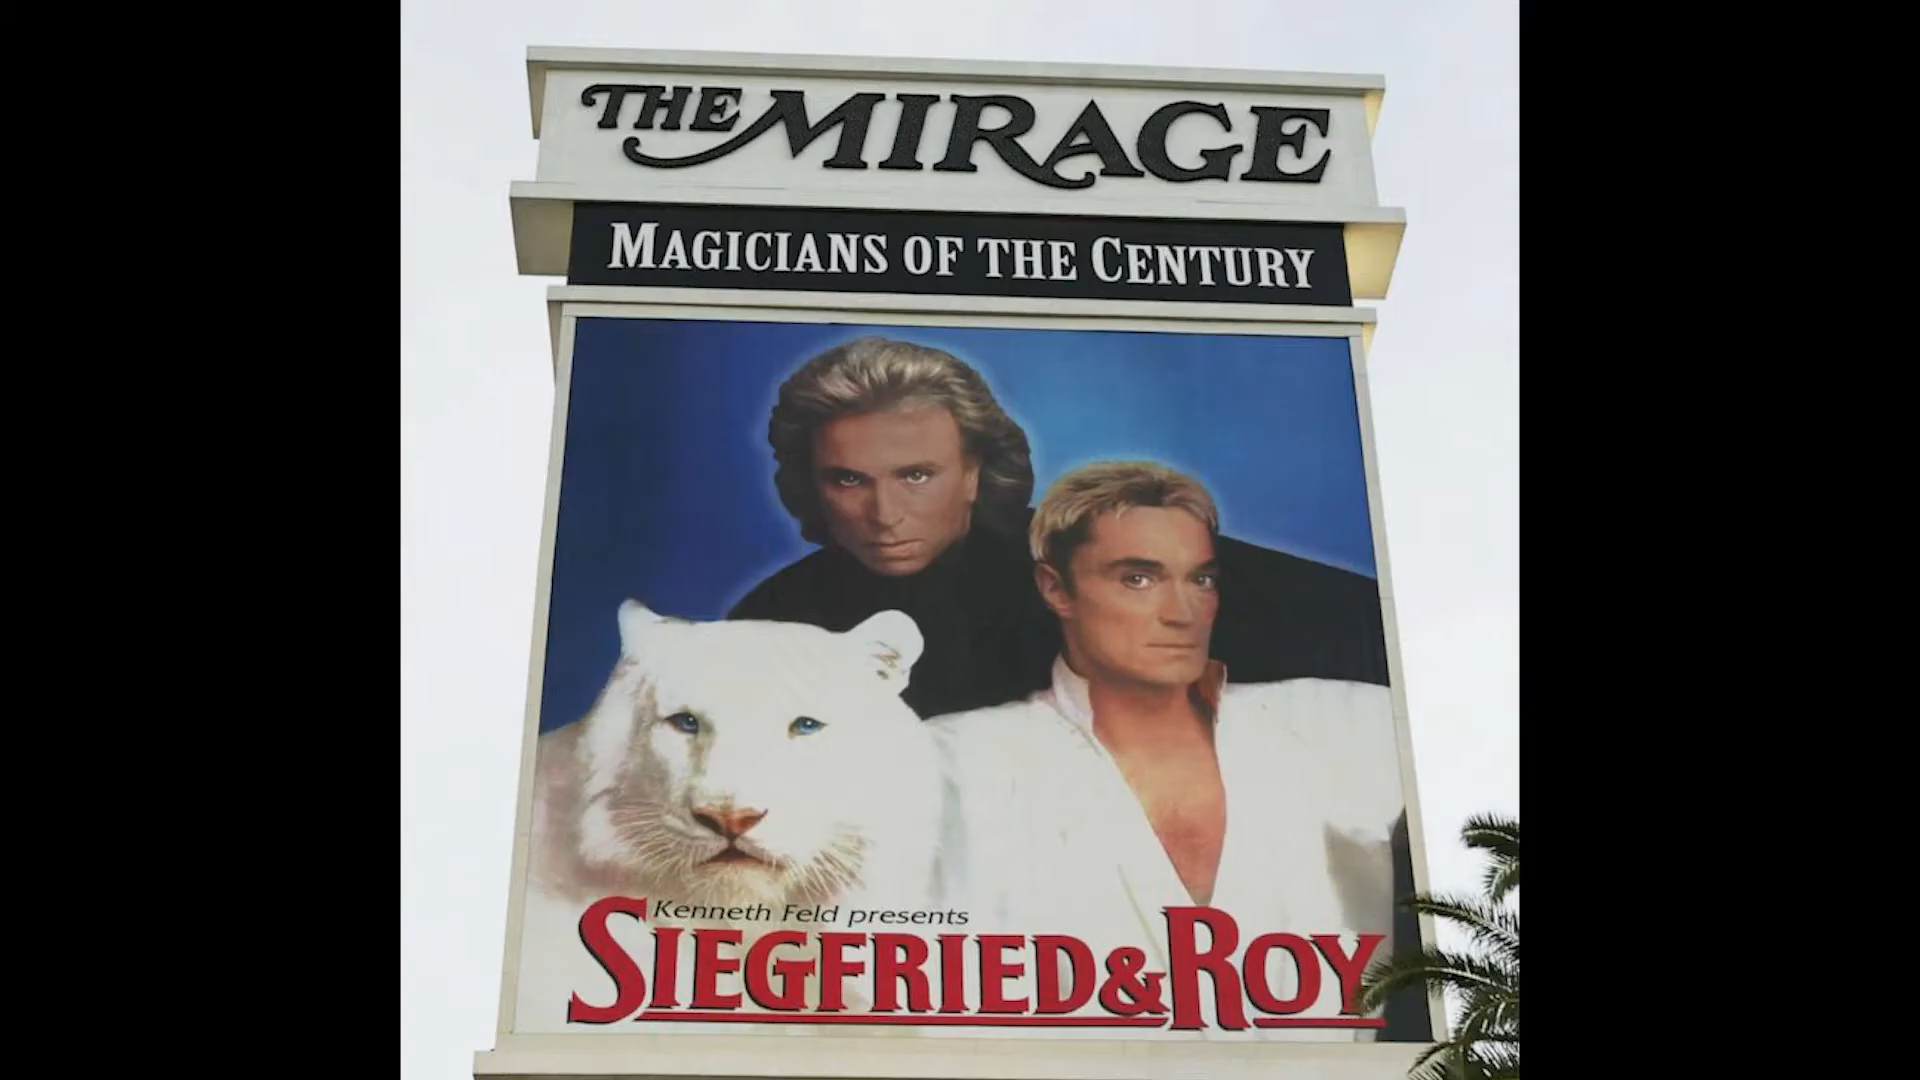 THE MIRAGE
MAGICIANS OF THE CENTURY
Kenneth Feld presents
SIEGFRIED & ROY